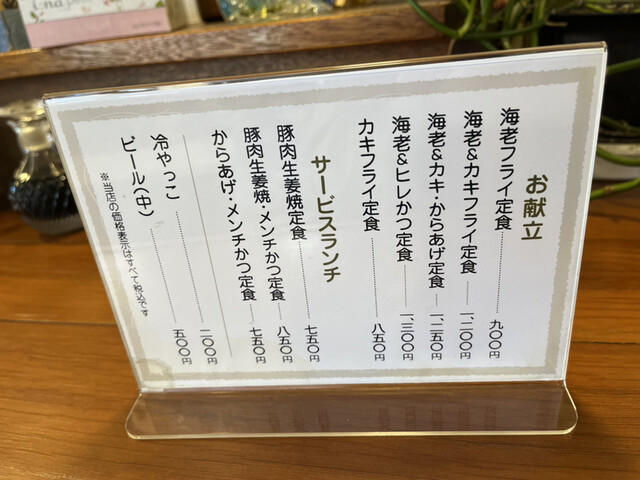 お献立
海老フライ定食 九〇〇円
海老&カキフライ定食 一、二〇〇円
海老&カキ・からあげ定食 一、二五〇円
海老&ヒレかつ定食 一、三〇〇円
カキフライ定食 八五〇円
サービスランチ
豚肉生姜焼定食 七五〇円
豚肉生姜焼・メンチかつ定食 八五〇円
からあげ・メンチかつ定食 七五〇円
冷やっこ 二〇〇円
ビール(中) 五〇〇円
※当店の価格表示はすべて税込です